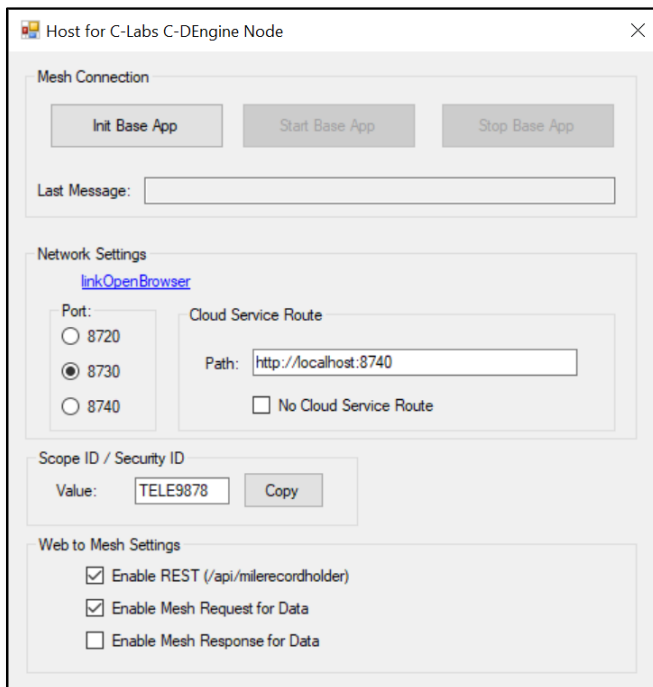 Host for C-Labs C-DEngine Node
Mesh Connection
Init Base App Start Base App Stop Base App
Last Message:
Network Settings
linkOpenBrowser
Port:
8720
8730
8740
Cloud Service Route
Path: http://localhost:8740
No Cloud Service Route
Scope ID / Security ID
Value: TELE9878 Copy
Web to Mesh Settings
Enable REST (/api/milerecordholder)
Enable Mesh Request for Data
Enable Mesh Response for Data